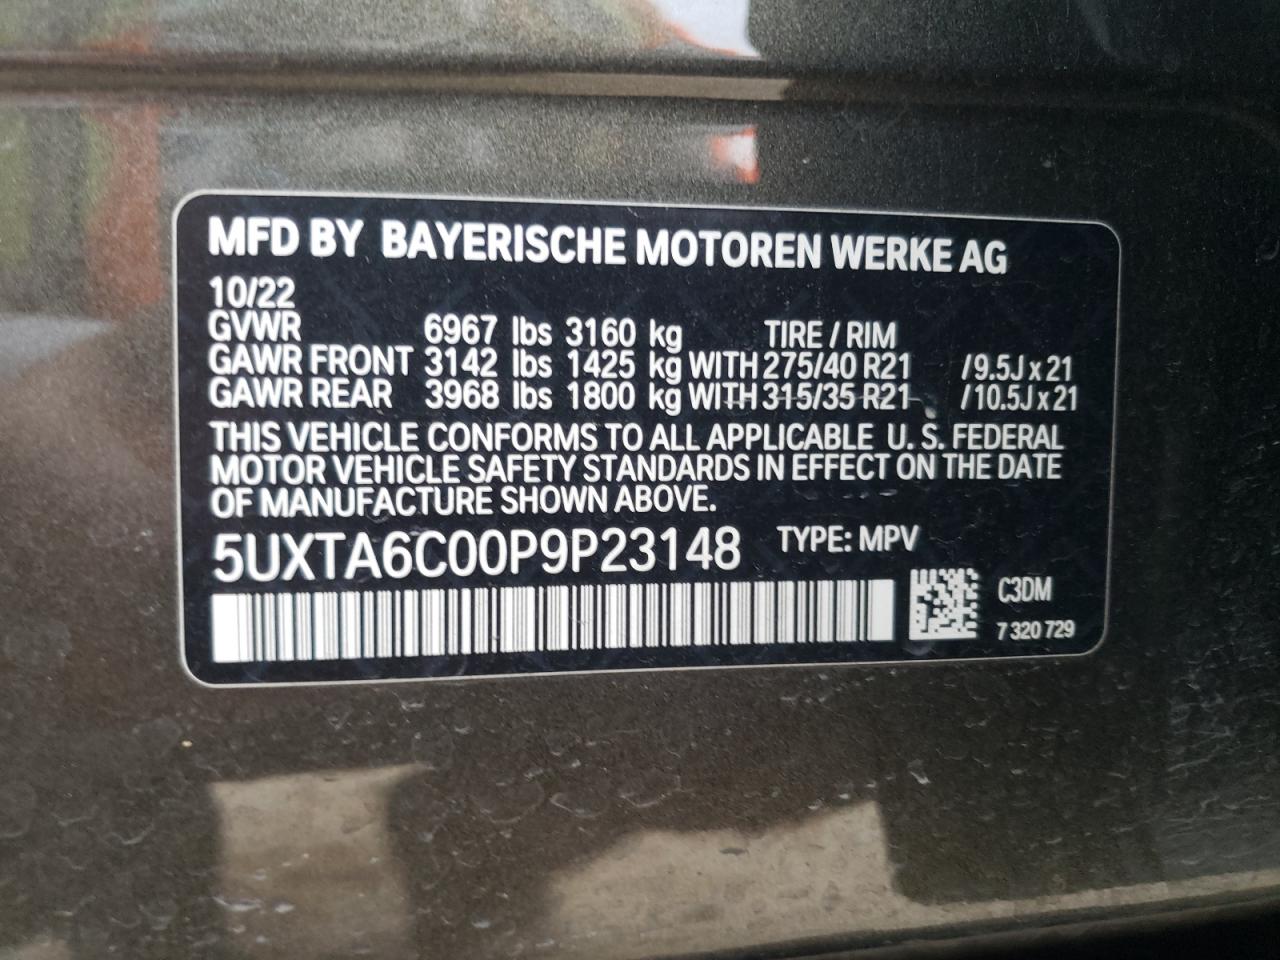 MFD BY BAYERISCHE MOTOREN WERKE AG
10/22
GVWR 6967 lbs 3160 kg TIRE / RIM
GAWR FRONT 3142 lbs 1425 kg WITH 275/40 R21 /9.5J x 21
GAWR REAR 3968 lbs 1800 kg WITH 315/35 R21 /10.5J x 21
THIS VEHICLE CONFORMS TO ALL APPLICABLE U. S. FEDERAL
MOTOR VEHICLE SAFETY STANDARDS IN EFFECT ON THE DATE
OF MANUFACTURE SHOWN ABOVE.
5UXTA6C00P9P23148 TYPE: MPV
C3DM
7 320 729